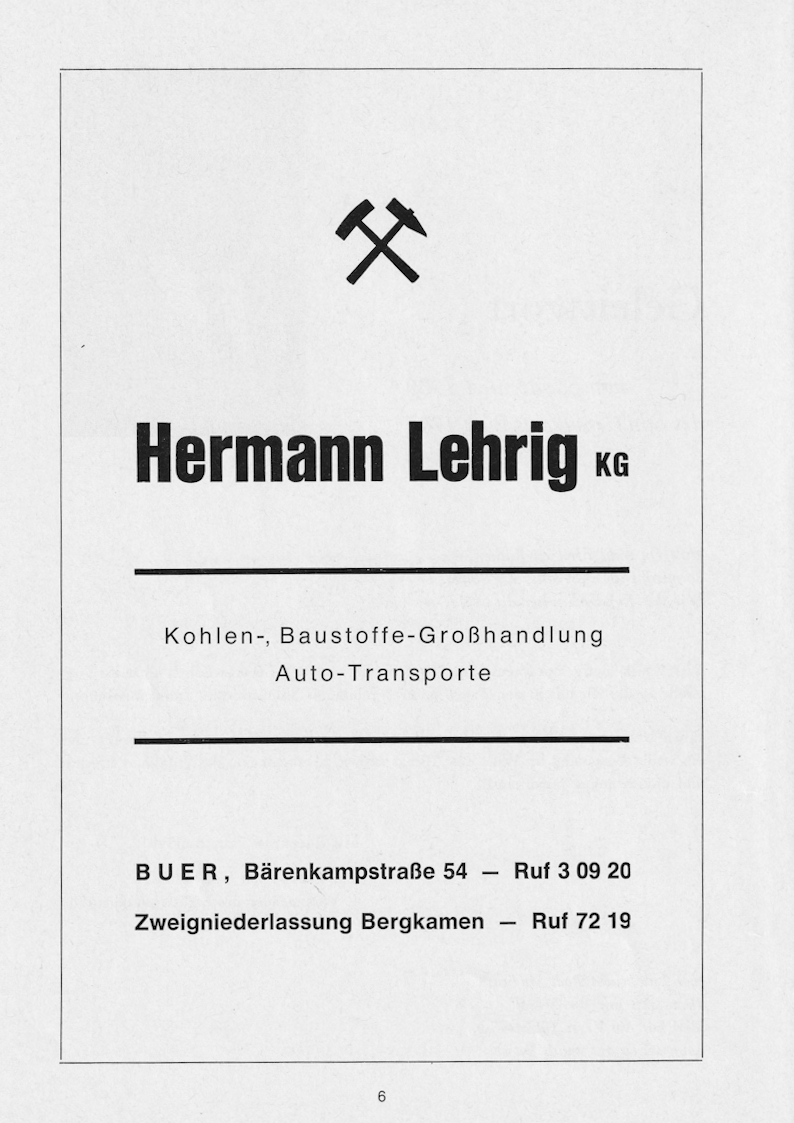 Hermann Lehrig KG
Kohlen-, Baustoffe-Großhandlung
Auto-Transporte
BUER, Bärenkampstraße 54 — Ruf 3 09 20
Zweigniederlassung Bergkamen — Ruf 72 19
6